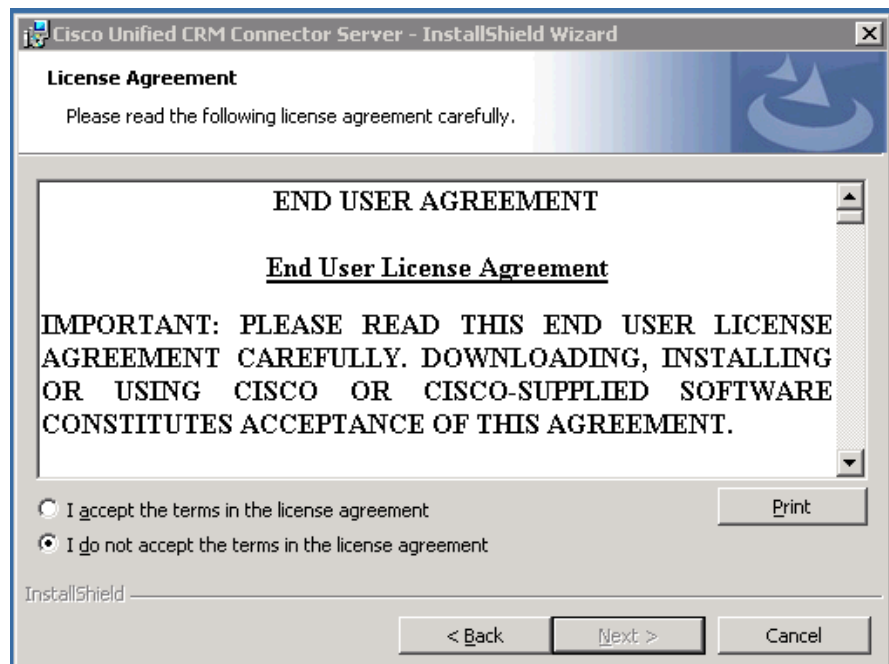 Cisco Unified CRM Connector Server - InstallShield Wizard
License Agreement
Please read the following license agreement carefully.
END USER AGREEMENT
End User License Agreement
IMPORTANT: PLEASE READ THIS END USER LICENSE
AGREEMENT CAREFULLY. DOWNLOADING, INSTALLING
OR USING CISCO OR CISCO-SUPPLIED SOFTWARE
CONSTITUTES ACCEPTANCE OF THIS AGREEMENT.
I accept the terms in the license agreement
Print
I do not accept the terms in the license agreement
InstallShield
< Back
Next >
Cancel